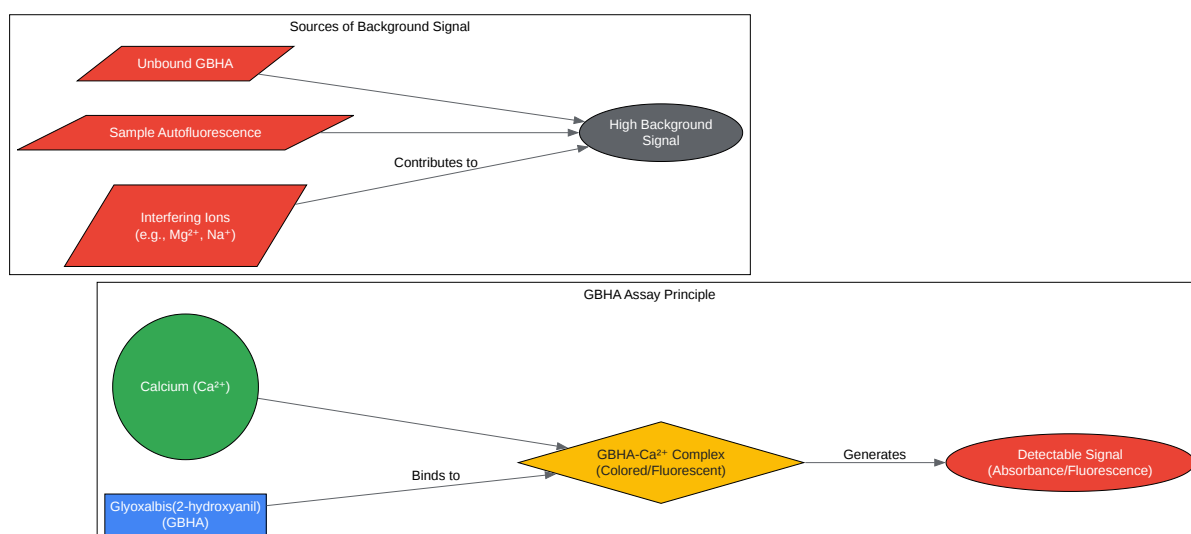 Sources of Background Signal
Unbound GBHA
Sample Autofluorescence
High Background
Signal
Contributes to
Interfering Ions
(e.g., Mg²⁺, Na⁺)
GBHA Assay Principle
Calcium (Ca²⁺)
GBHA-Ca²⁺ Complex
(Colored/Fluorescent)
Generates
Detectable Signal
(Absorbance/Fluorescence)
Binds to
Glyoxalbis(2-hydroxyanil)
(GBHA)